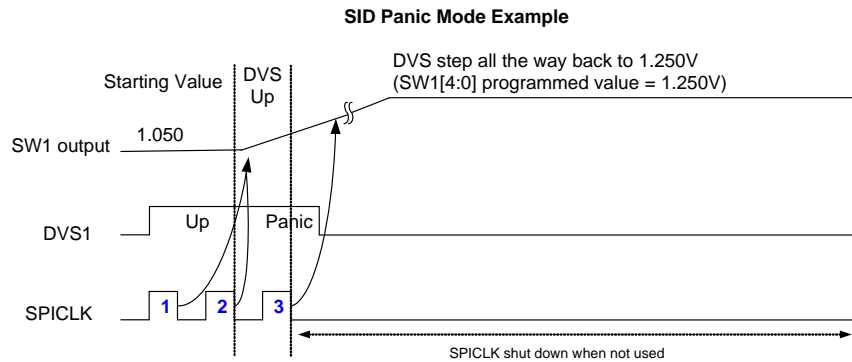 SID Panic Mode Example
DVS step all the way back to 1.250V
(SW1[4:0] programmed value = 1.250V)
Starting Value
DVS
Up
1.050
SW1 output
Up
Panic
DVS1
1
2
3
SPICLK
SPICLK shut down when not used